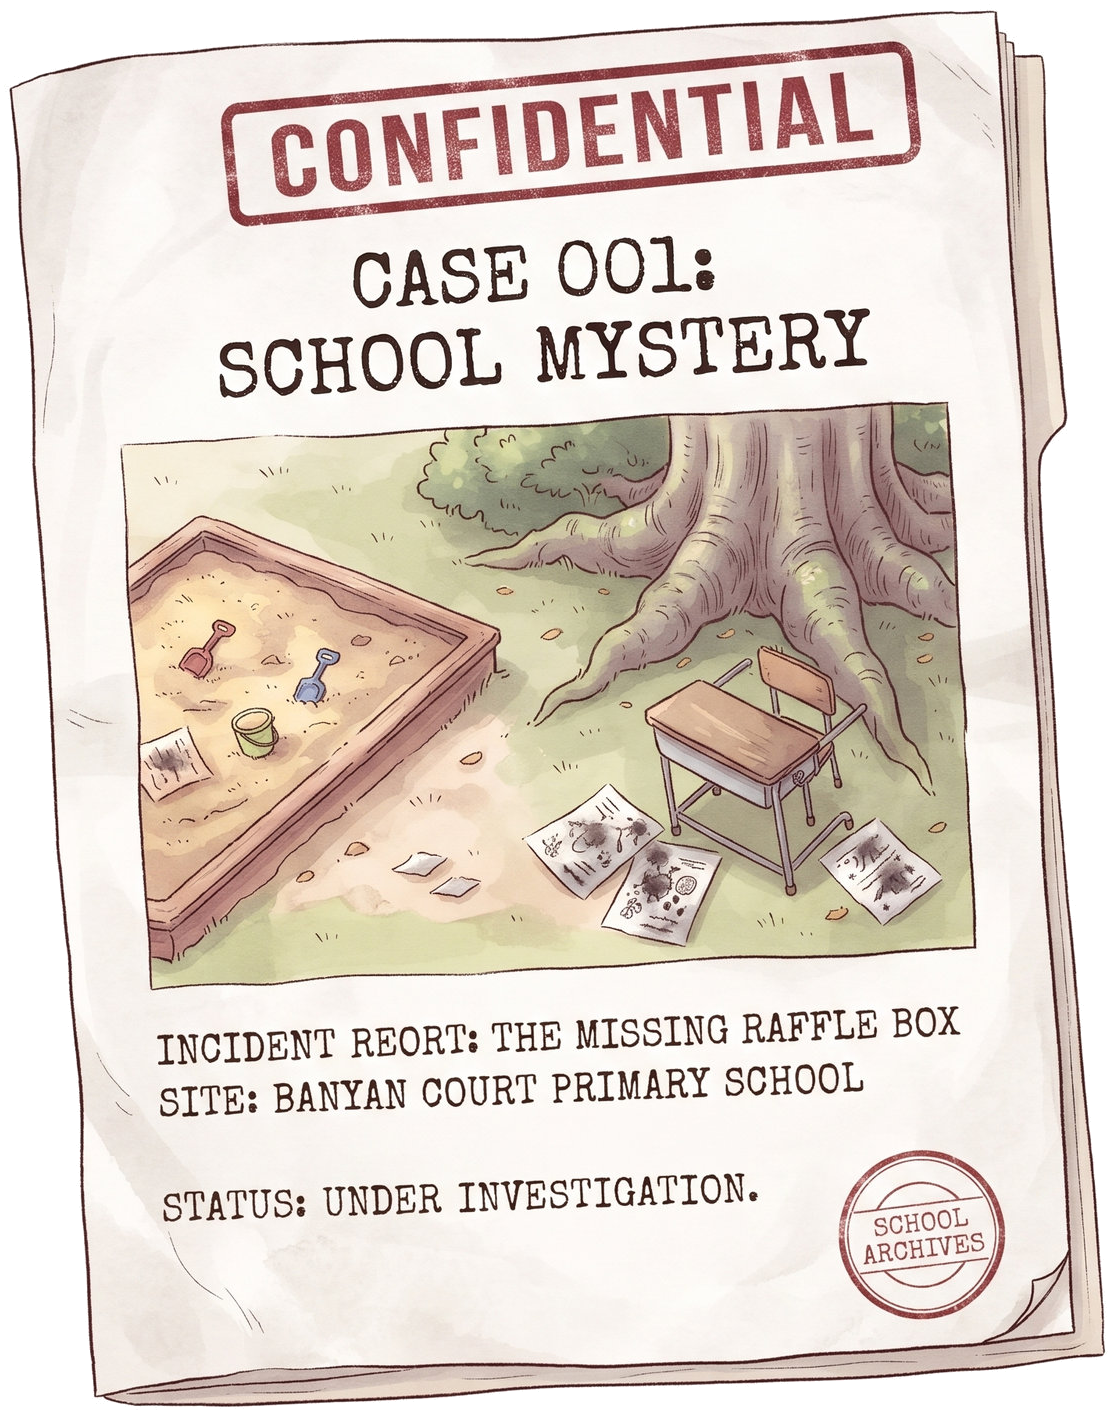 CONFIDENTIAL
CASE 001:
SCHOOL MYSTERY
INCIDENT REORT: THE MISSING RAFFLE BOX
SITE: BANYAN COURT PRIMARY SCHOOL
STATUS: UNDER INVESTIGATION.
SCHOOL
ARCHIVES